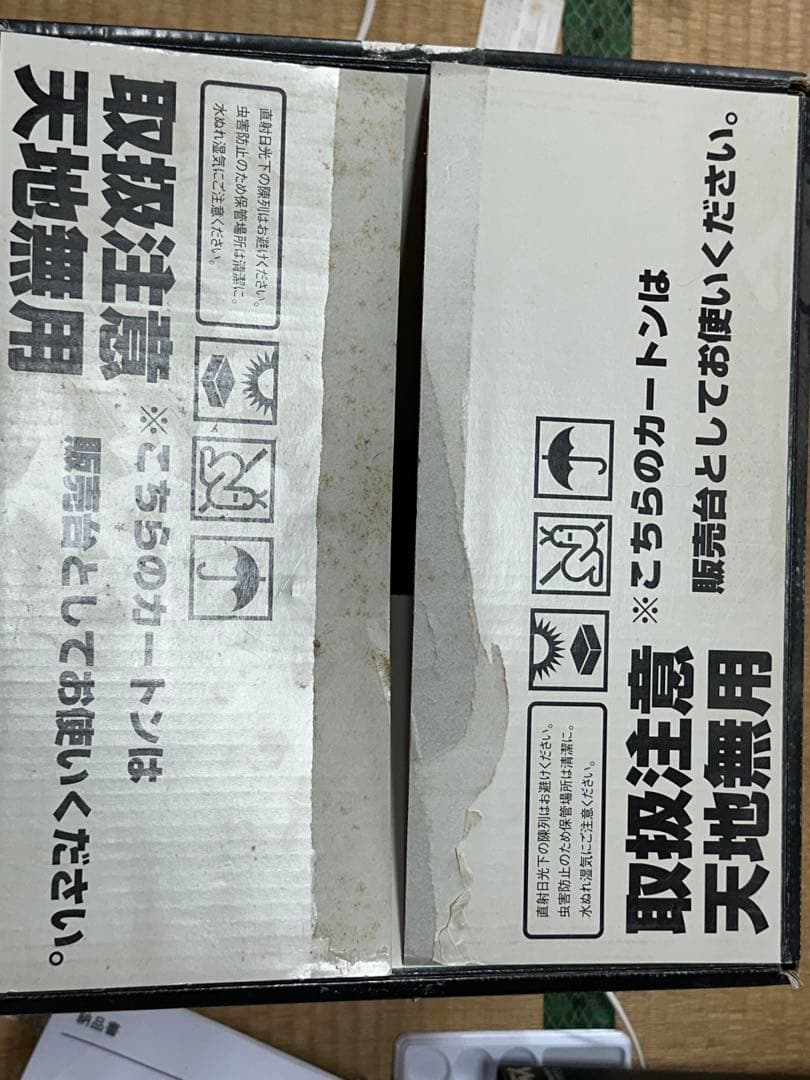 取扱注意
天地無用
※こちらのカートンは
販売台としてお使いください。
直射日光下の陳列はお避けください。
虫害防止のため保管場所は清潔に。
水ぬれ湿気にご注意ください。
取扱注意
天地無用
※こちらのカートンは
販売台としてお使いください。
直射日光下の陳列はお避けください。
虫害防止のため保管場所は清潔に。
水ぬれ湿気にご注意ください。